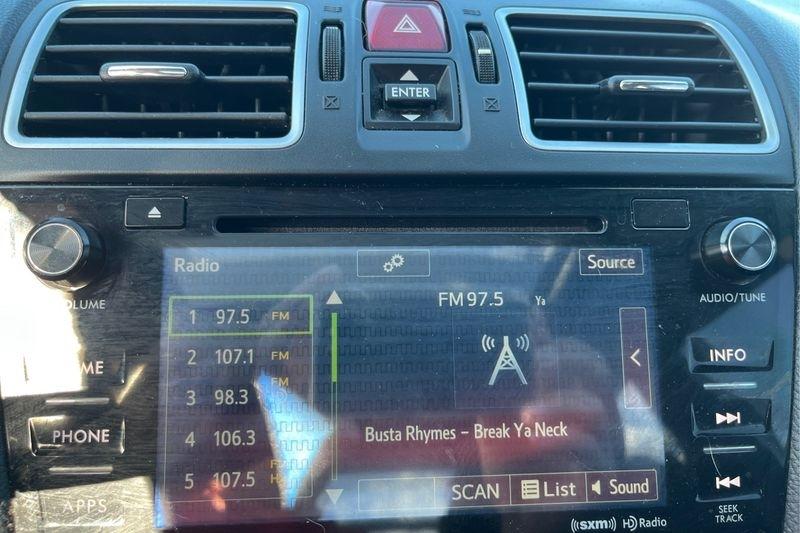 ENTER
Radio
Source
VOLUME
AUDIO/TUNE
FM 97.5 Ya
1 97.5 FM
2 107.1 FM
3 98.3 FM
4 106.3
5 107.5
INFO
PHONE
APPS
Busta Rhymes – Break Ya Neck
SCAN
List
Sound
SEEK
TRACK
((sxm)) HD Radio